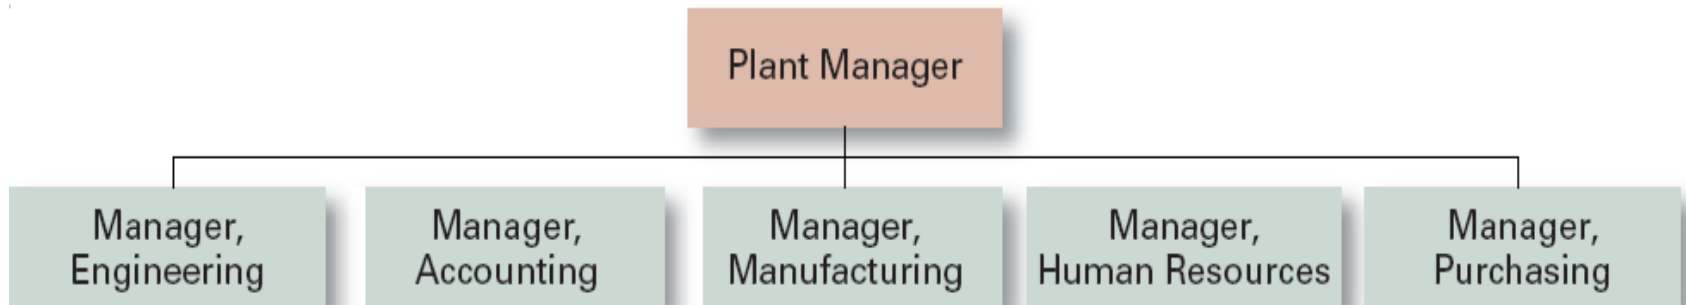 Plant Manager
Manager,
Engineering
Manager,
Accounting
Manager,
Manufacturing
Manager,
Human Resources
Manager,
Purchasing